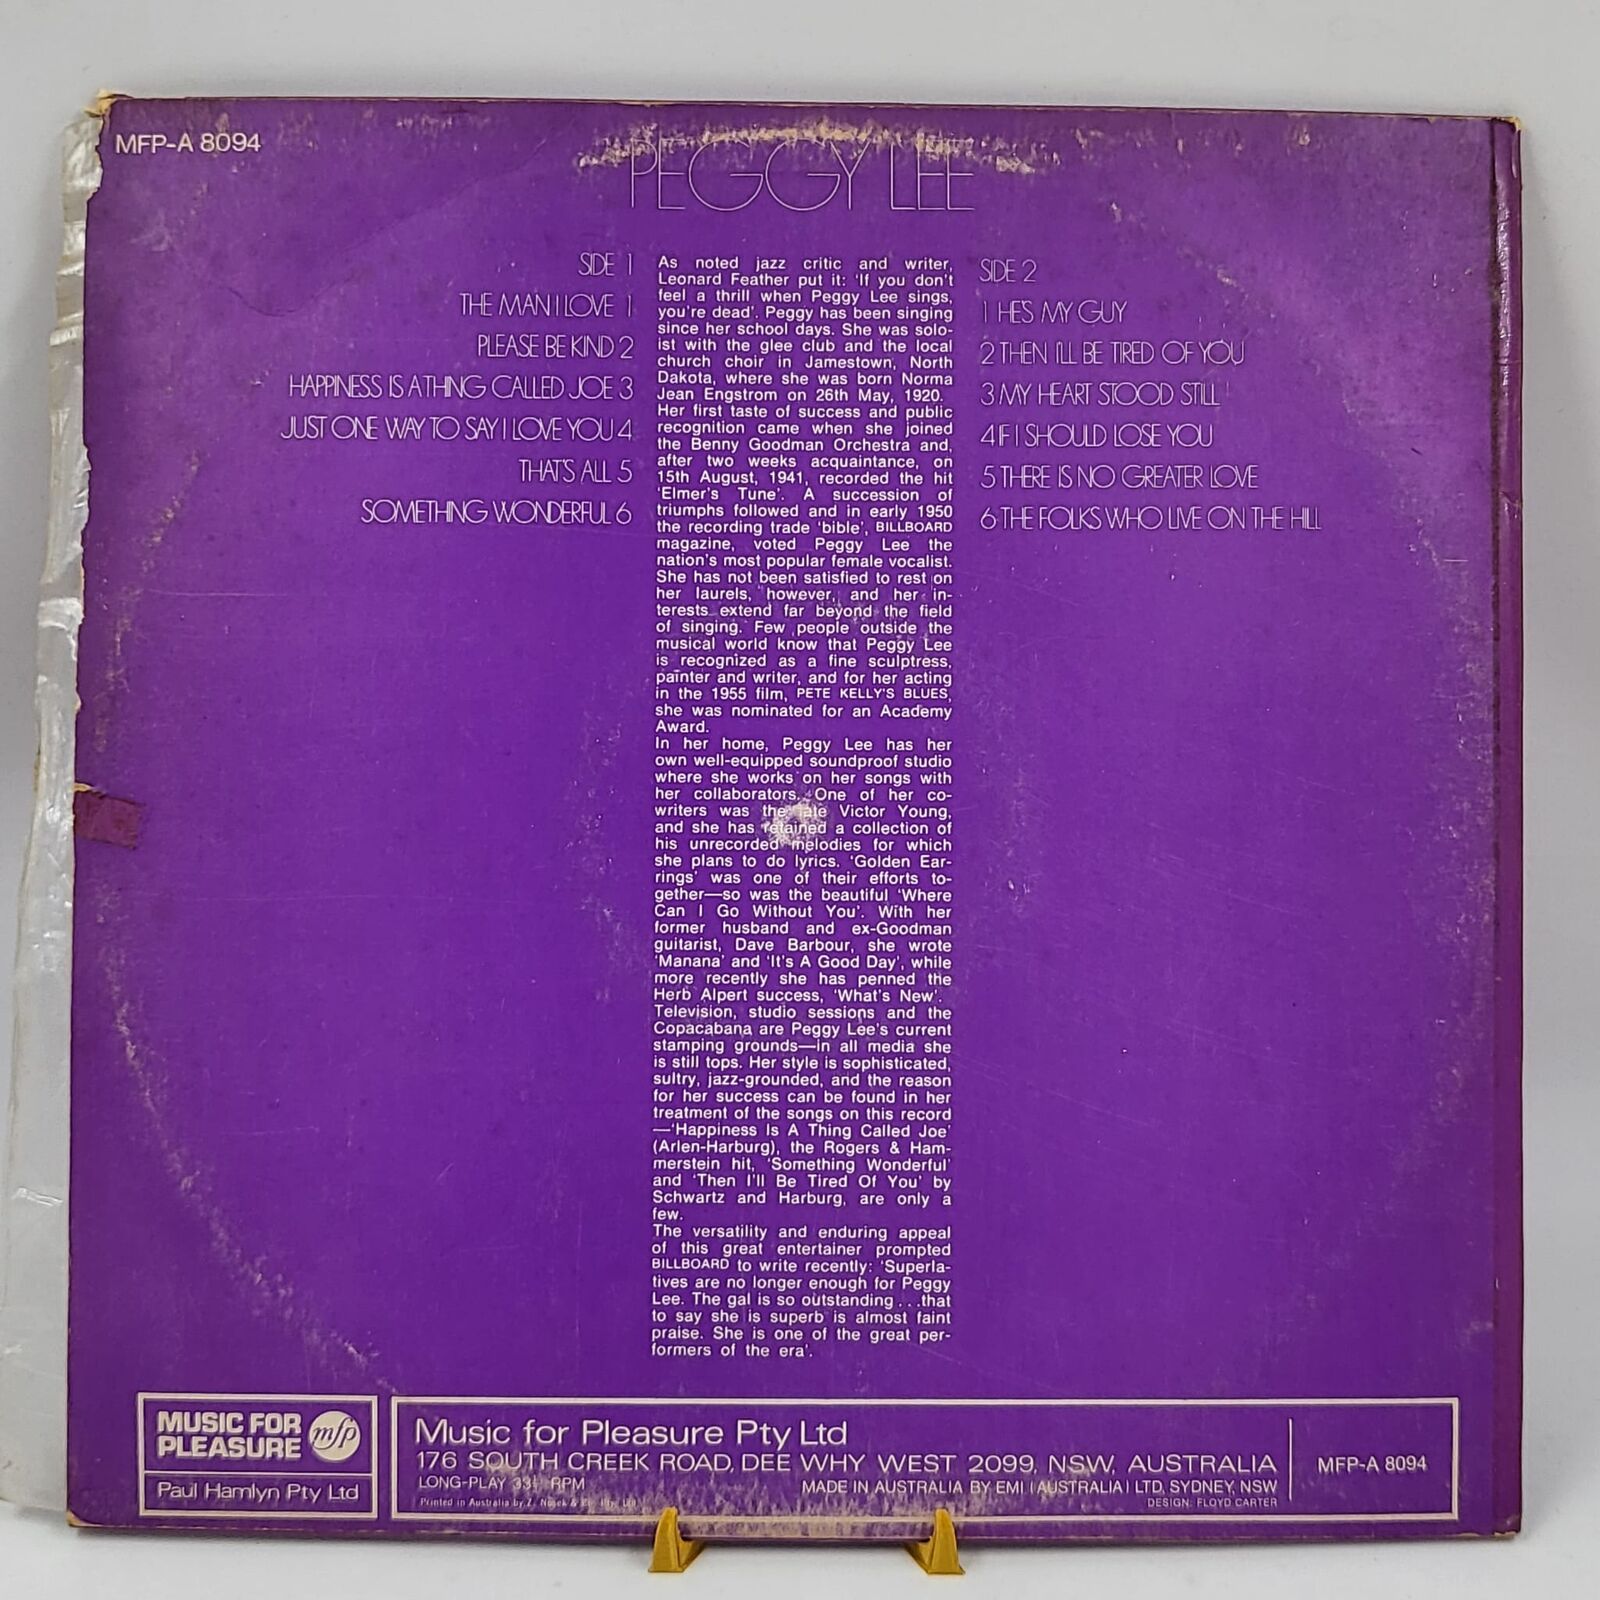 MFP-A 8094
PEGGY LEE
SIDE 1
THE MAN I LOVE 1
PLEASE BE KIND 2
HAPPINESS IS A THING CALLED JOE 3
JUST ONE WAY TO SAY I LOVE YOU 4
THAT'S ALL 5
SOMETHING WONDERFUL 6
As noted jazz critic and writer,
Leonard Feather put it: 'If you don't
feel a thrill when Peggy Lee sings,
you're dead'. Peggy has been singing
since her school days. She was solo-
ist with the glee club and the local
church choir in Jamestown, North
Dakota, where she was born Norma
Jean Engstrom on 26th May, 1920.
Her first taste of success and public
recognition came when she joined
the Benny Goodman Orchestra and,
after two weeks acquaintance, on
15th August, 1941, recorded the hit
'Elmer's Tune'. A succession of
triumphs followed and in early 1950
the recording trade 'bible', BILLBOARD
magazine, voted Peggy Lee the
nation's most popular female vocalist.
She has not been satisfied to rest on
her laurels, however, and her in-
terests extend far beyond the field
of singing. Few people outside the
musical world know that Peggy Lee
is recognized as a fine sculptress,
painter and writer, and for her acting
in the 1955 film, PETE KELLY'S BLUES,
she was nominated for an Academy
Award.
In her home, Peggy Lee has her
own well-equipped soundproof studio
where she works on her songs with
her collaborators. One of her co-
writers was the late Victor Young,
and she has retained a collection of
his unrecorded melodies for which
she plans to do lyrics. 'Golden Ear-
rings' was one of their efforts to-
gether—so was the beautiful 'Where
Can I Go Without You'. With her
former husband and ex-Goodman
guitarist, Dave Barbour, she wrote
'Manana' and 'It's A Good Day', while
more recently she has penned the
Herb Alpert success, 'What's New'.
Television, studio sessions and the
Copacabana are Peggy Lee's current
stamping grounds—in all media she
is still tops. Her style is sophisticated,
sultry, jazz-grounded, and the reason
for her success can be found in her
treatment of the songs on this record
—'Happiness Is A Thing Called Joe'
(Arlen-Harburg), the Rogers & Ham-
merstein hit, 'Something Wonderful'
and 'Then I'll Be Tired Of You' by
Schwartz and Harburg, are only a
few.
The versatility and enduring appeal
of this great entertainer prompted
BILLBOARD to write recently: 'Superla-
tives are no longer enough for Peggy
Lee. The gal is so outstanding . . .that
to say she is superb is almost faint
praise. She is one of the great per-
formers of the era'.
SIDE 2
1 HE'S MY GUY
2 THEN I'LL BE TIRED OF YOU
3 MY HEART STOOD STILL
4 IF I SHOULD LOSE YOU
5 THERE IS NO GREATER LOVE
6 THE FOLKS WHO LIVE ON THE HILL
MUSIC FOR
PLEASURE mfp
Paul Hamlyn Pty Ltd
Music for Pleasure Pty Ltd
176 SOUTH CREEK ROAD, DEE WHY WEST 2099, NSW, AUSTRALIA
LONG-PLAY 33⅓ RPM MADE IN AUSTRALIA BY EMI (AUSTRALIA) LTD, SYDNEY, NSW
Printed in Australia by Z. DESIGN: FLOYD CARTER
MFP-A 8094